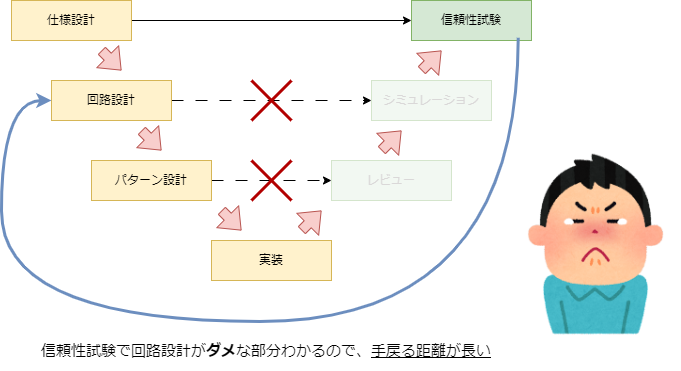 仕様設計
信頼性試験
回路設計
シミュレーション
パターン設計
レビュー
実装
信頼性試験で回路設計がダメな部分わかるので、手戻る距離が長い